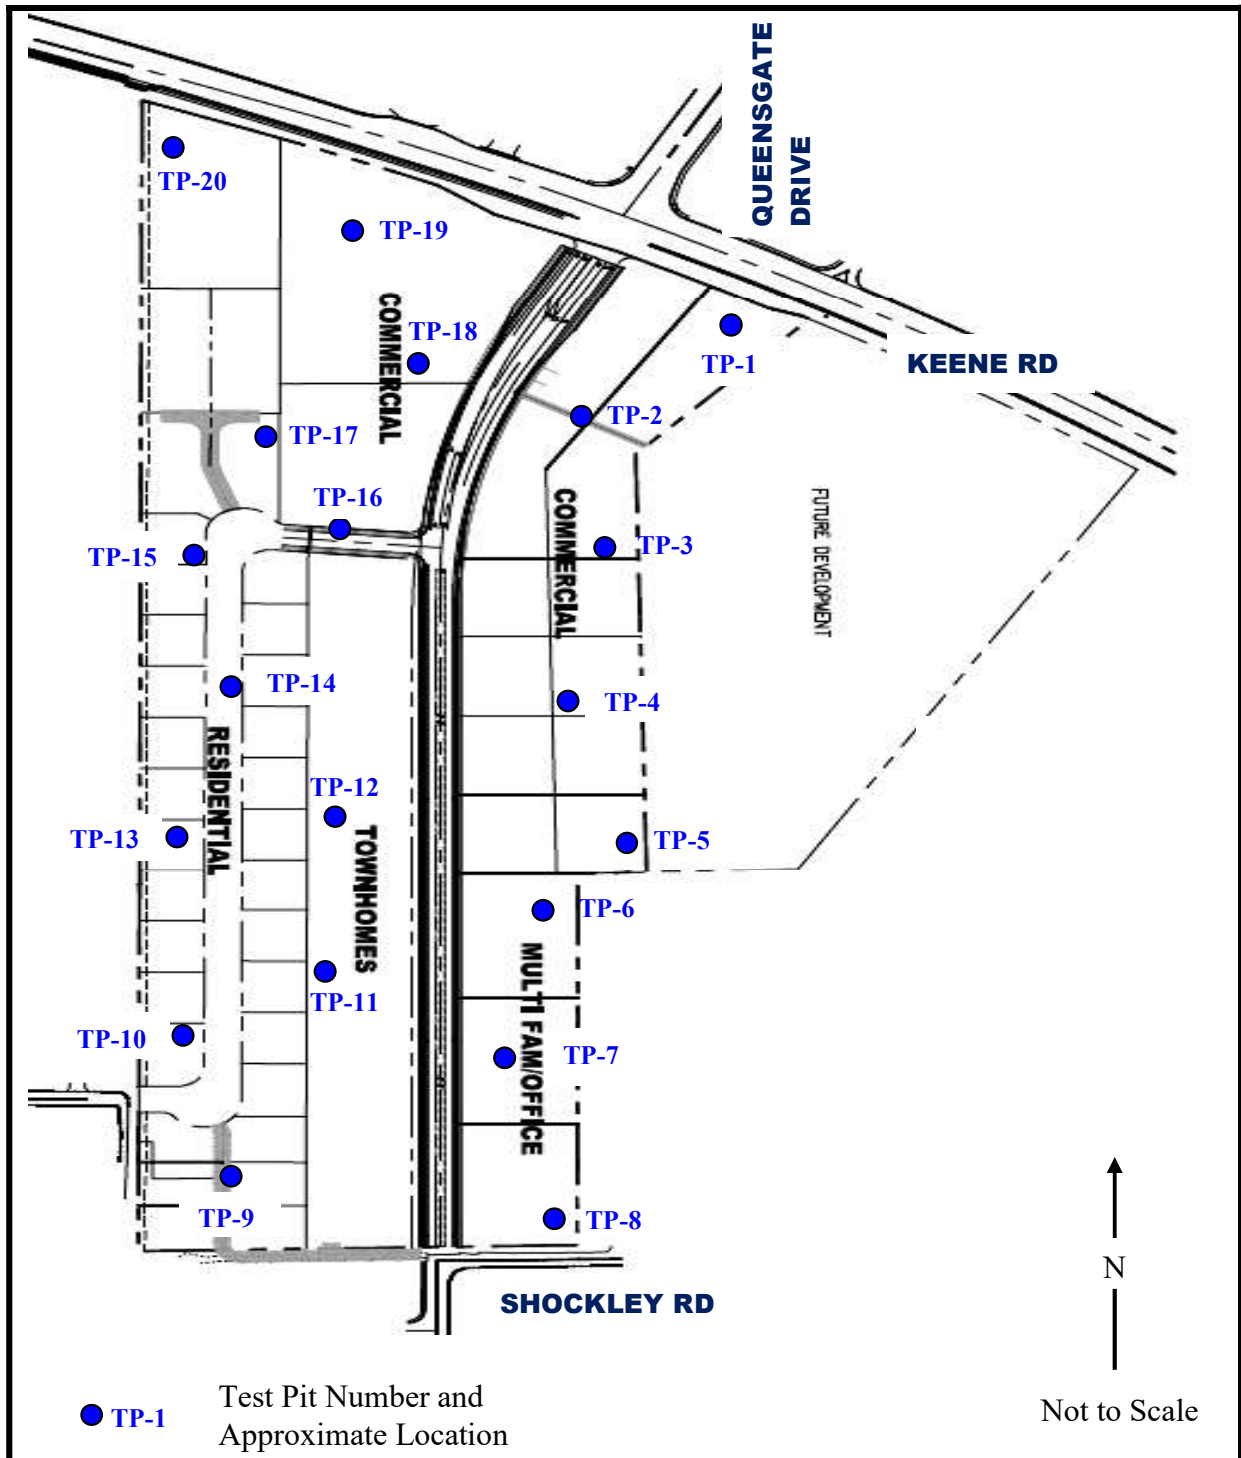 QUEENSGATE
DRIVE
TP-20
TP-19
COMMERCIAL
TP-18
TP-1
KEENE RD
TP-2
TP-17
COMMERCIAL
FUTURE DEVELOPMENT
TP-16
TP-15
TP-3
TP-14
TP-4
RESIDENTIAL
TP-12
TP-13
TOWNHOMES
TP-5
TP-6
MULTI FAM/OFFICE
TP-11
TP-10
TP-7
TP-9
TP-8
N
SHOCKLEY RD
TP-1
Test Pit Number and
Approximate Location
Not to Scale